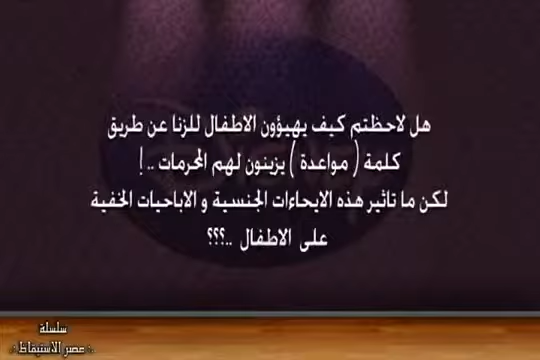 هل لاحظتم كيف يهيؤون الاطفال للزنا عن طريق
كلمة ( مواعدة ) يزينون لهم المحرمات ..!
لكن ما تاثير هذه الايحاءات الجنسية و الاباحيات الخفية
على الاطفال ..؟؟؟
سلسلة
.:عصر الاستيقاظ:.